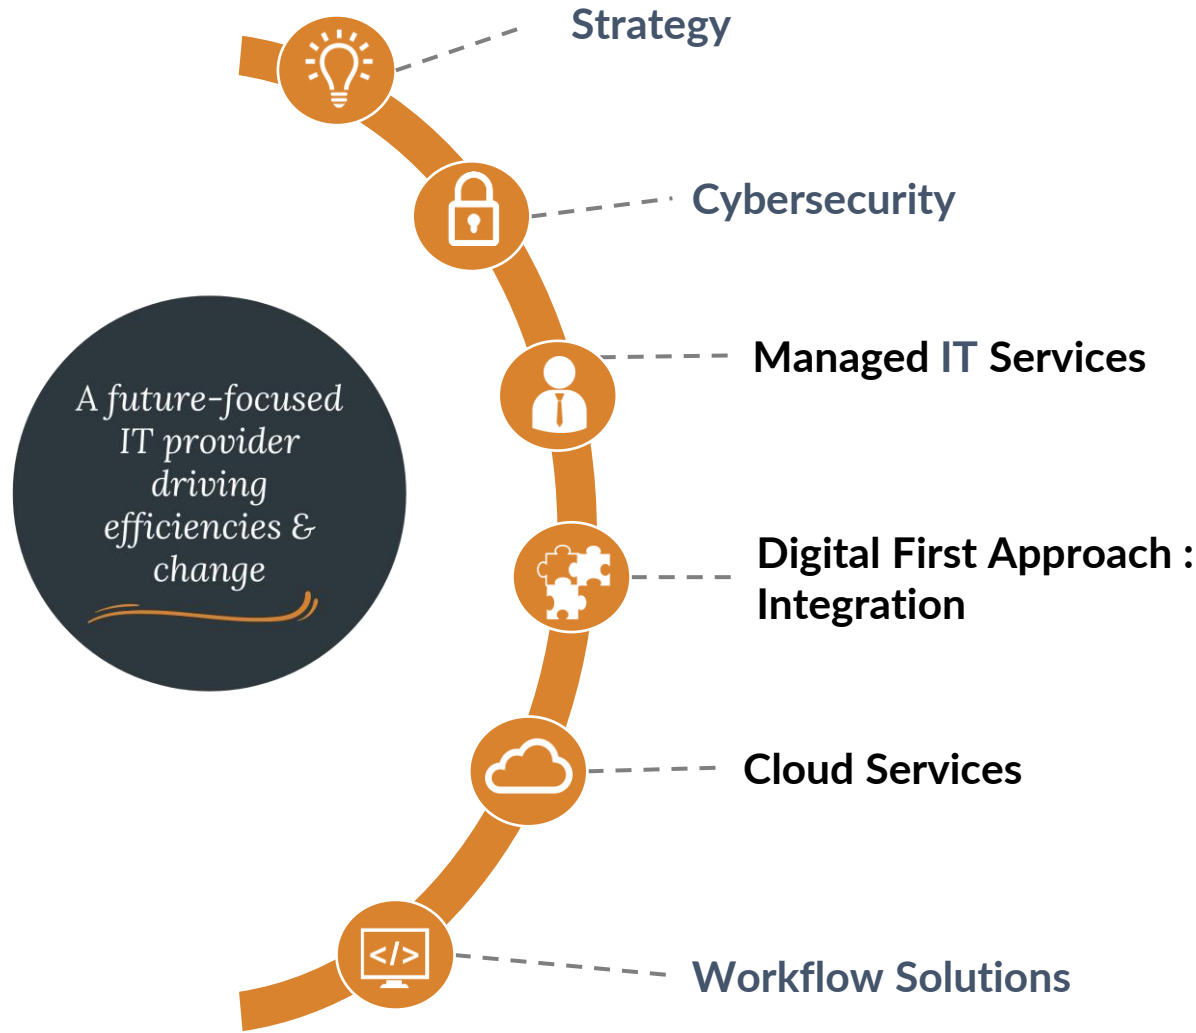 Strategy
Cybersecurity
Managed IT Services
A future-focused
IT provider
driving
efficiencies &
change
Digital First Approach :
Integration
Cloud Services
</>
Workflow Solutions